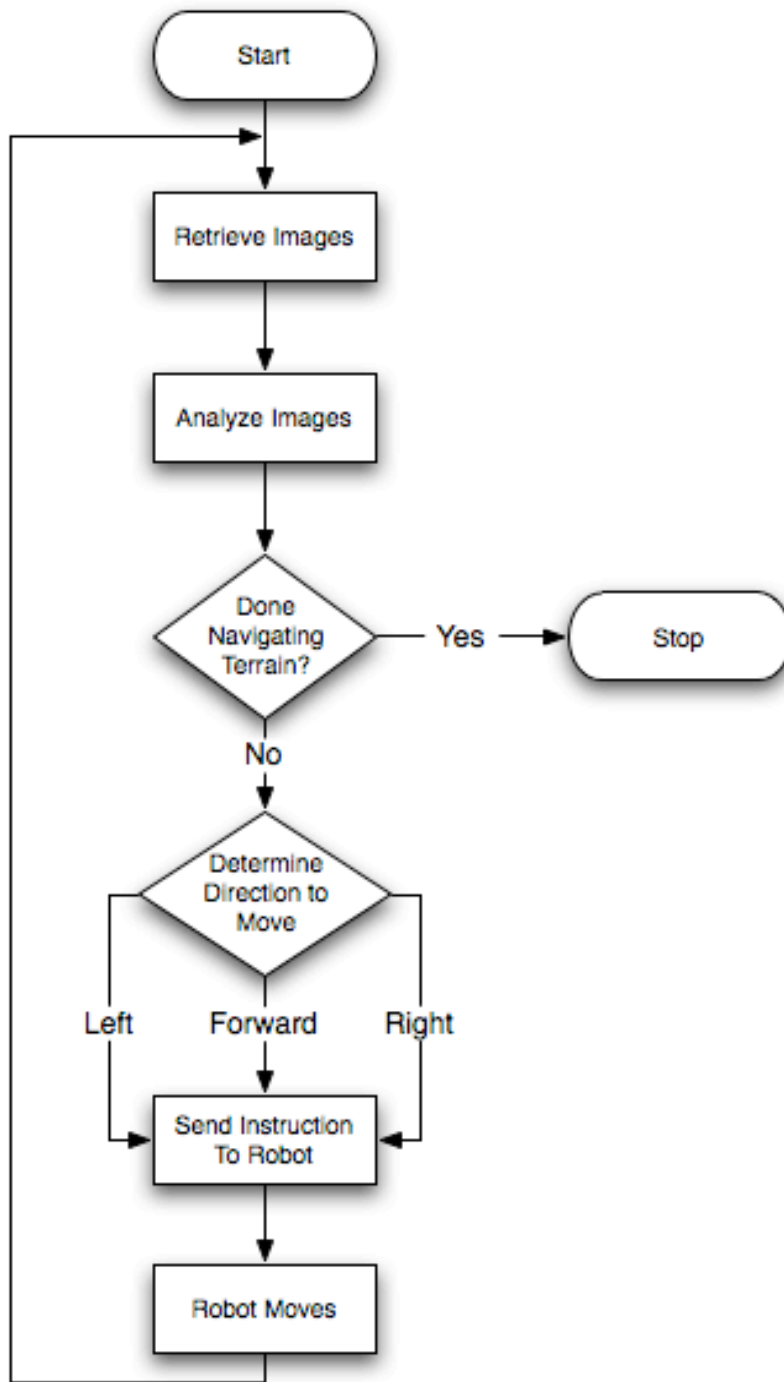 Start
Retrieve Images
Analyze Images
Done
Navigating
Terrain?
Yes
Stop
No
Determine
Direction to
Move
Left
Forward
Right
Send Instruction
To Robot
Robot Moves